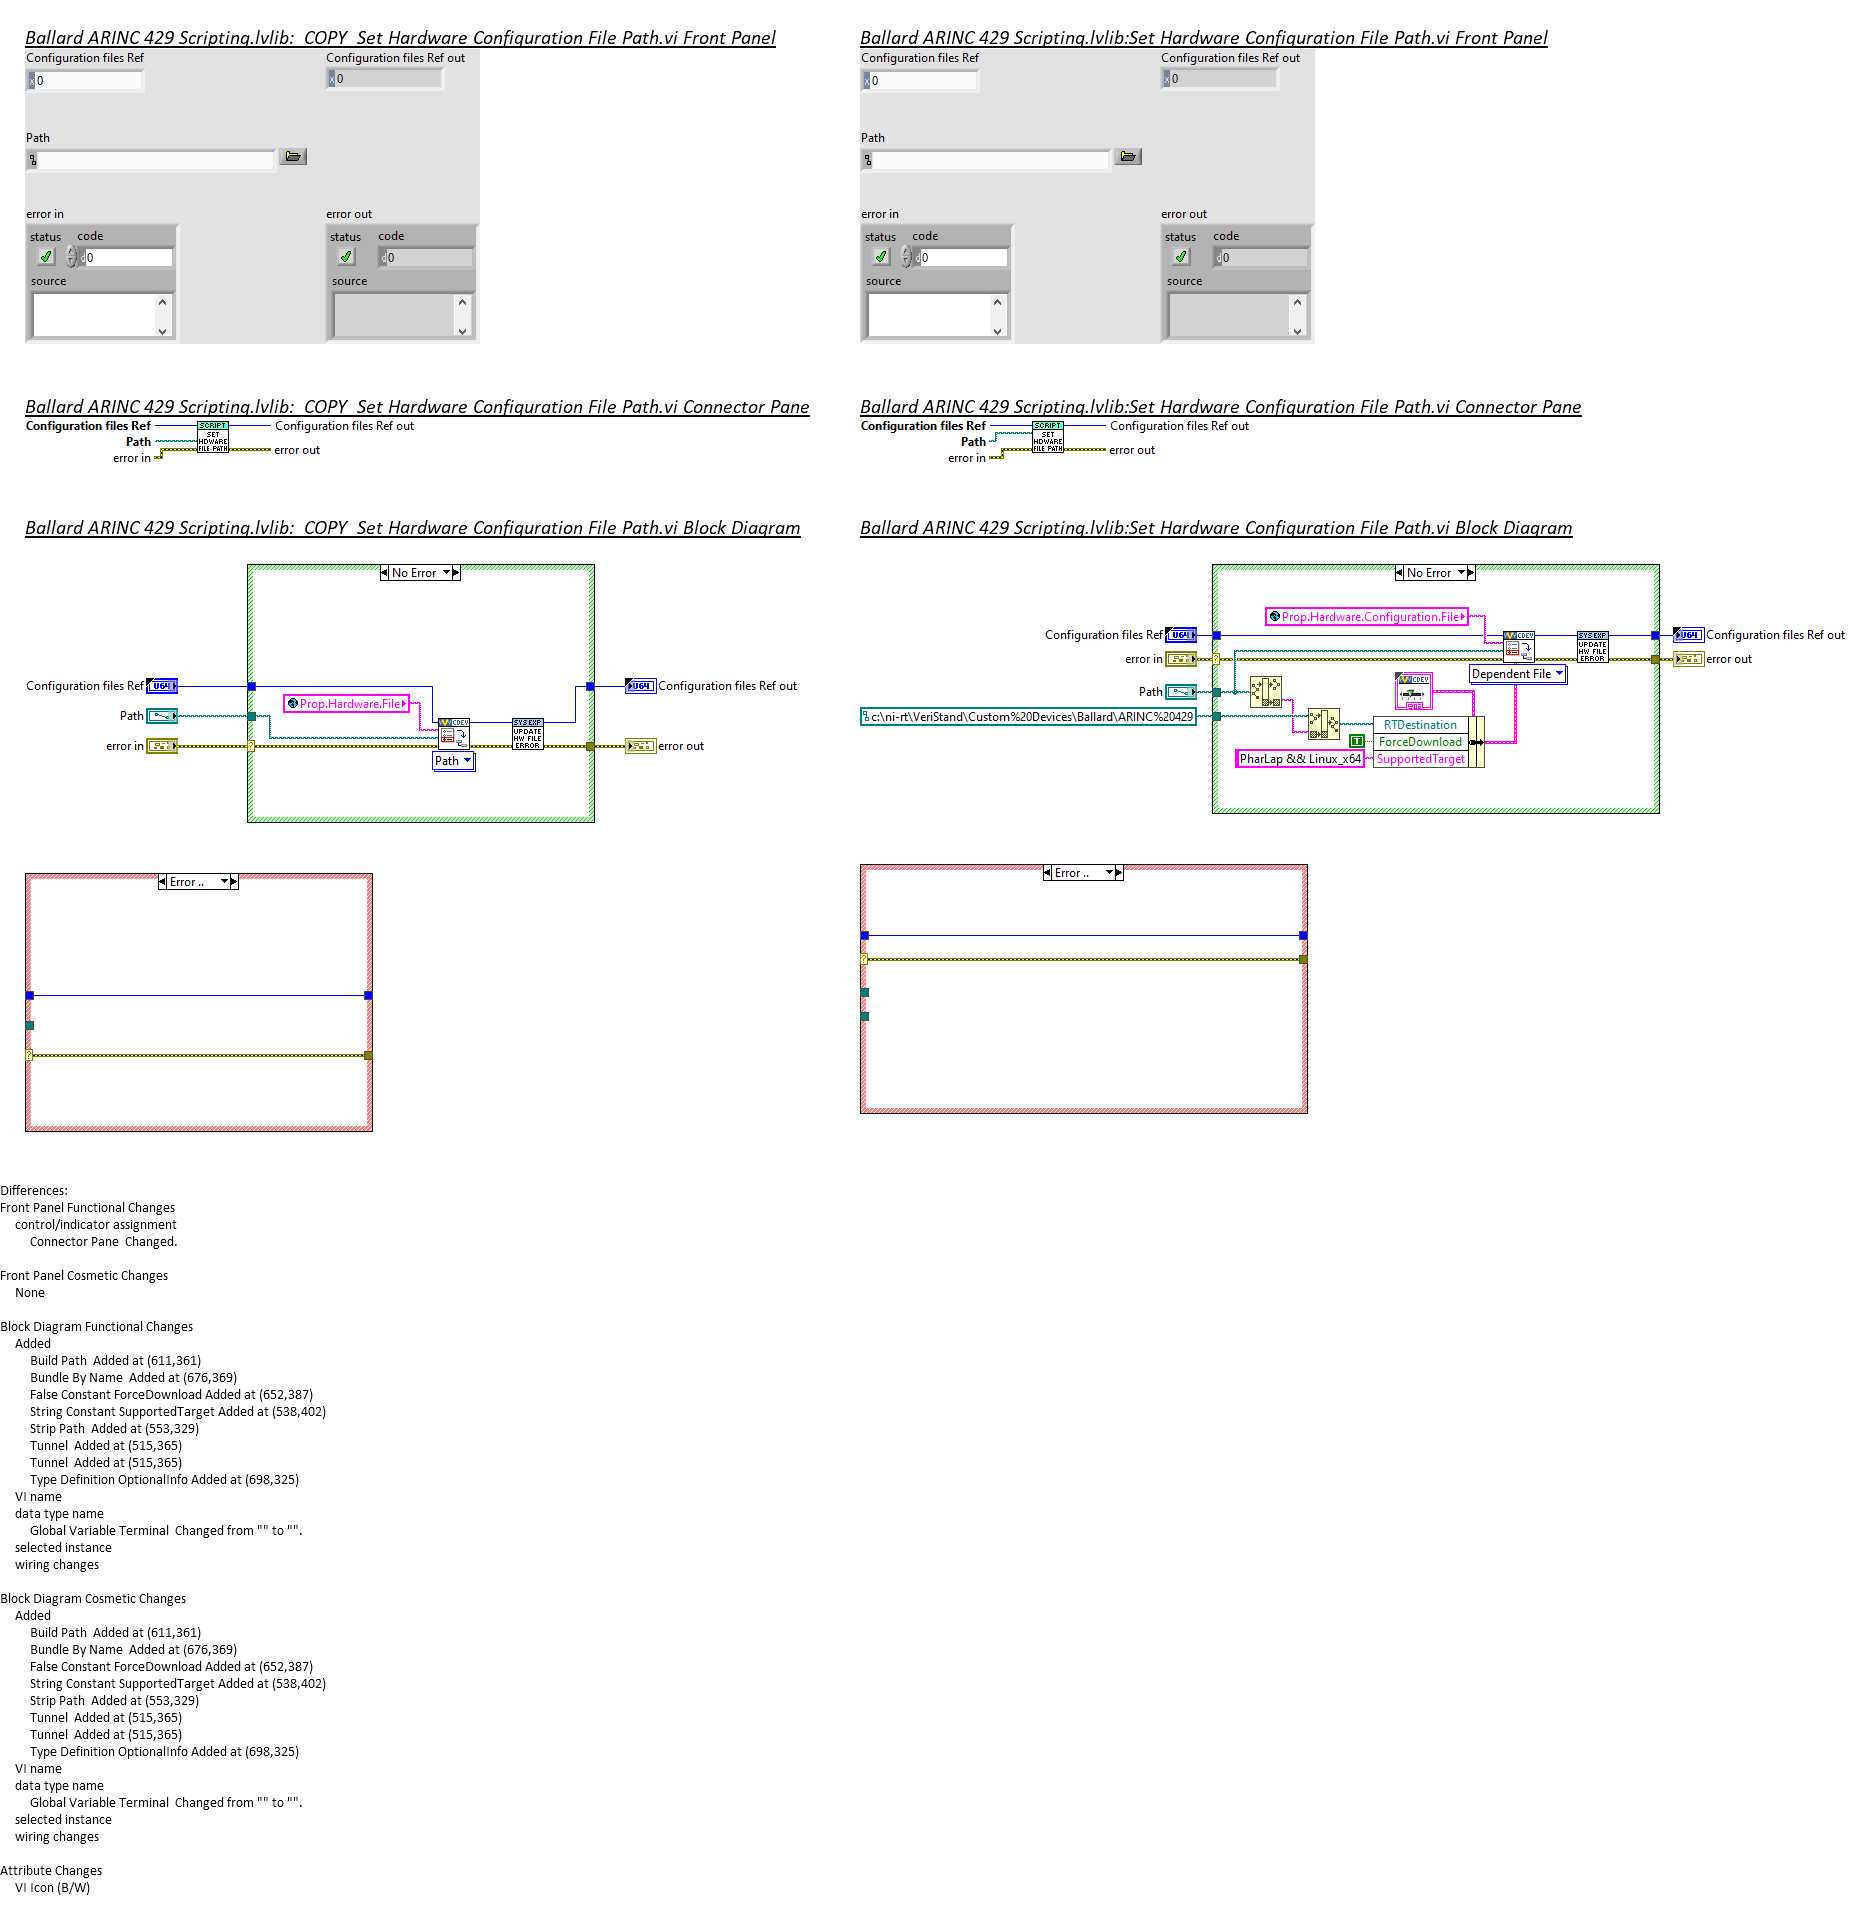 Ballard ARINC 429 Scripting.lvlib:  COPY  Set Hardware Configuration File Path.vi Front Panel
Configuration files Ref
Configuration files Ref out
x 0
x 0
Path
error in
error out
status
code
status
code
d 0
d 0
source
source
Ballard ARINC 429 Scripting.lvlib:Set Hardware Configuration File Path.vi Front Panel
Configuration files Ref
Configuration files Ref out
x 0
x 0
Path
error in
error out
status
code
status
code
d 0
d 0
source
source
Ballard ARINC 429 Scripting.lvlib:  COPY  Set Hardware Configuration File Path.vi Connector Pane
Configuration files Ref
Path
error in
SCRIPT
SET
HDWARE
FILE PATH
Configuration files Ref out
error out
Ballard ARINC 429 Scripting.lvlib:Set Hardware Configuration File Path.vi Connector Pane
Configuration files Ref
Path
error in
SCRIPT
SET
HDWARE
FILE PATH
Configuration files Ref out
error out
Ballard ARINC 429 Scripting.lvlib:  COPY  Set Hardware Configuration File Path.vi Block Diagram
No Error
Configuration files Ref
U64
Prop.Hardware.File
Path
error in
CDEV
Path
SYS EXP
UPDATE
HW FILE
ERROR
U64
Configuration files Ref out
error out
Error ..
Ballard ARINC 429 Scripting.lvlib:Set Hardware Configuration File Path.vi Block Diagram
No Error
Prop.Hardware.Configuration.File
Configuration files Ref
U64
error in
Path
c:\ni-rt\VeriStand\Custom%20Devices\Ballard\ARINC%20429
CDEV
Dependent File
SYS EXP
UPDATE
HW FILE
ERROR
U64
Configuration files Ref out
error out
CDEV
RTDestination
T
ForceDownload
PharLap && Linux_x64
SupportedTarget
Error ..
Differences:
Front Panel Functional Changes
control/indicator assignment
Connector Pane  Changed.
Front Panel Cosmetic Changes
None
Block Diagram Functional Changes
Added
Build Path  Added at (611,361)
Bundle By Name  Added at (676,369)
False Constant ForceDownload Added at (652,387)
String Constant SupportedTarget Added at (538,402)
Strip Path  Added at (553,329)
Tunnel  Added at (515,365)
Tunnel  Added at (515,365)
Type Definition OptionalInfo Added at (698,325)
VI name
data type name
Global Variable Terminal  Changed from "" to "".
selected instance
wiring changes
Block Diagram Cosmetic Changes
Added
Build Path  Added at (611,361)
Bundle By Name  Added at (676,369)
False Constant ForceDownload Added at (652,387)
String Constant SupportedTarget Added at (538,402)
Strip Path  Added at (553,329)
Tunnel  Added at (515,365)
Tunnel  Added at (515,365)
Type Definition OptionalInfo Added at (698,325)
VI name
data type name
Global Variable Terminal  Changed from "" to "".
selected instance
wiring changes
Attribute Changes
VI Icon (B/W)